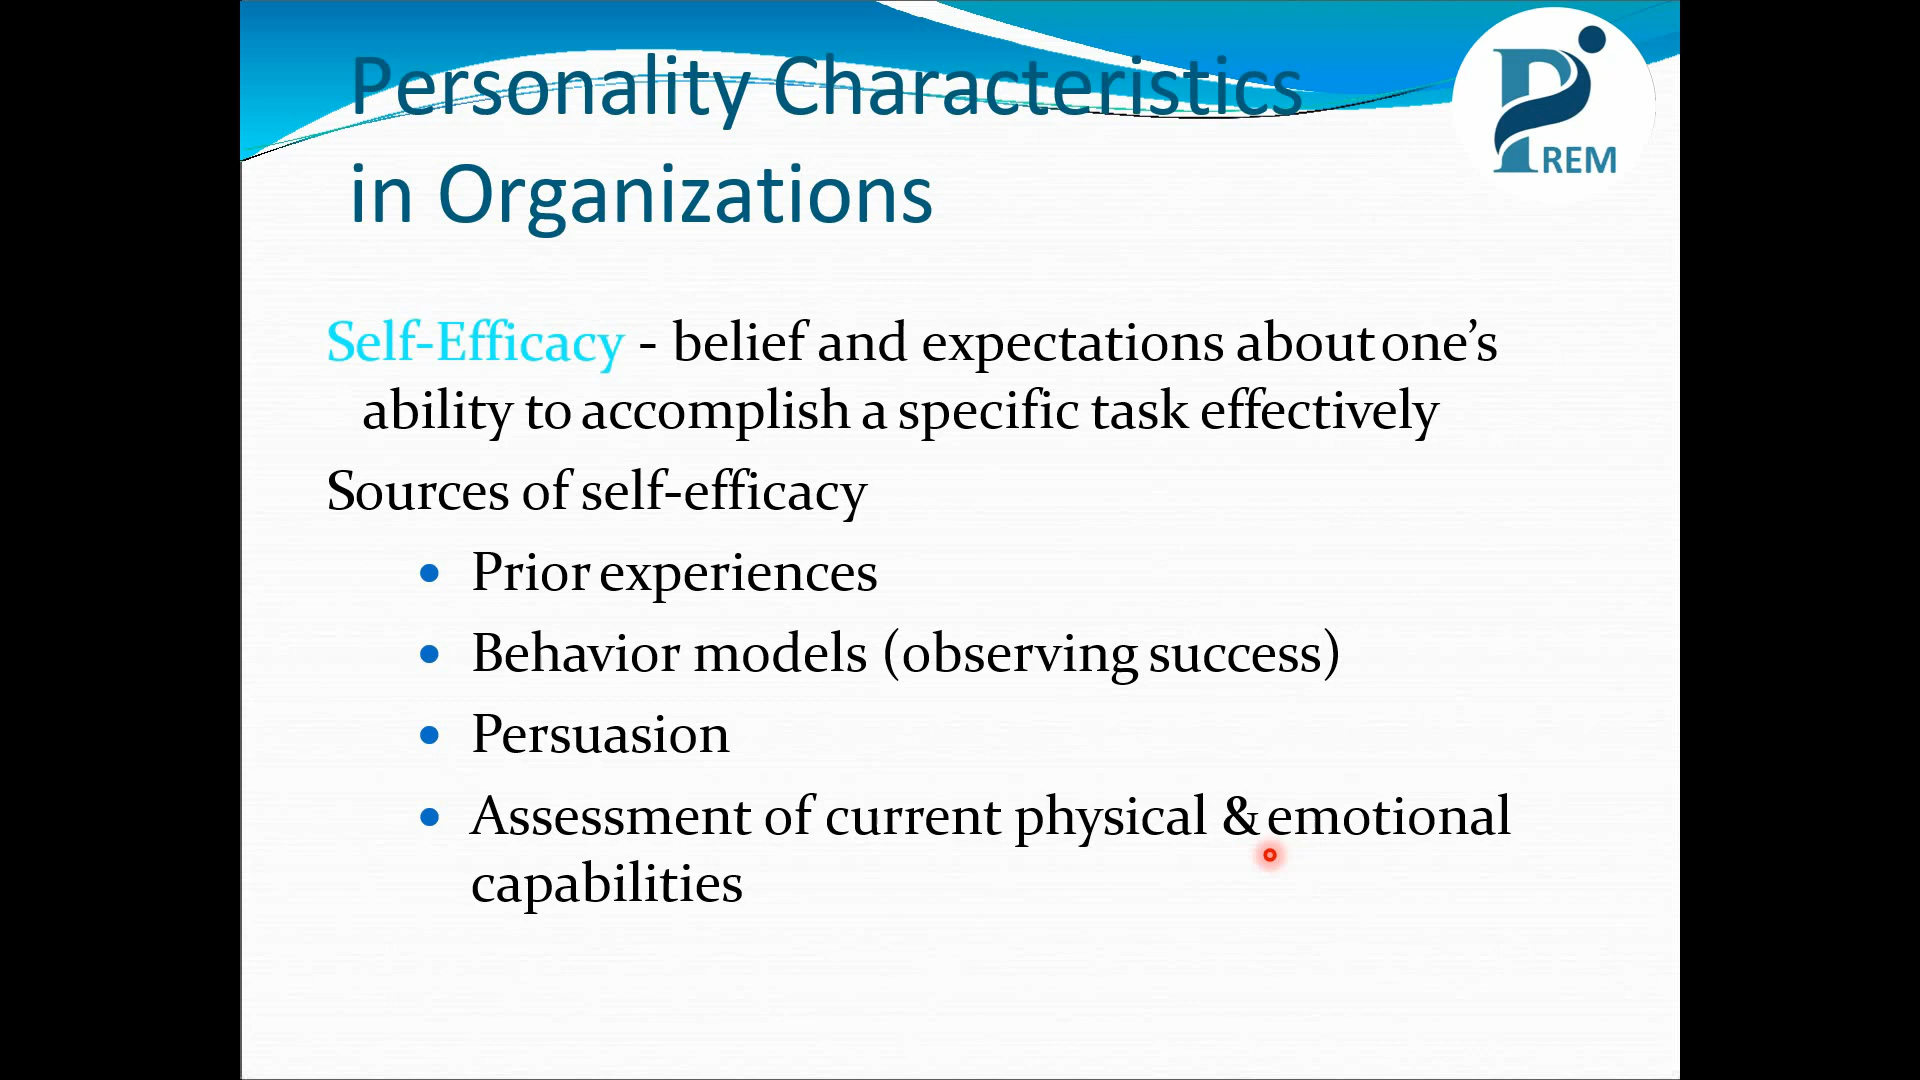 Personality Characteristics
in Organizations
PREM
Self-Efficacy - belief and expectations about one’s
ability to accomplish a specific task effectively
Sources of self-efficacy
• Prior experiences
• Behavior models (observing success)
• Persuasion
• Assessment of current physical & emotional
capabilities